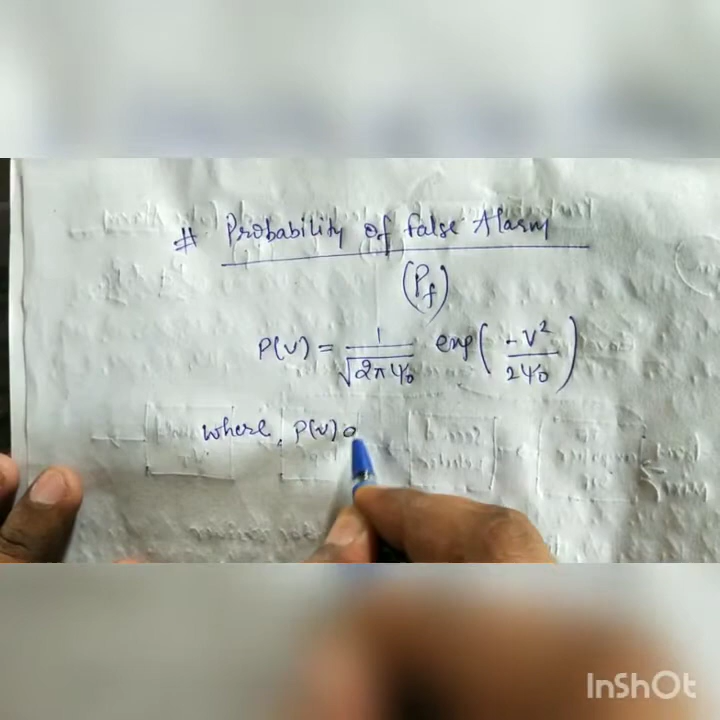 # Probability of false Alarm
(Pf)
P(v) = 1/√2πψ0 exp(-v²/2ψ0)
where, P(v)
InShOt